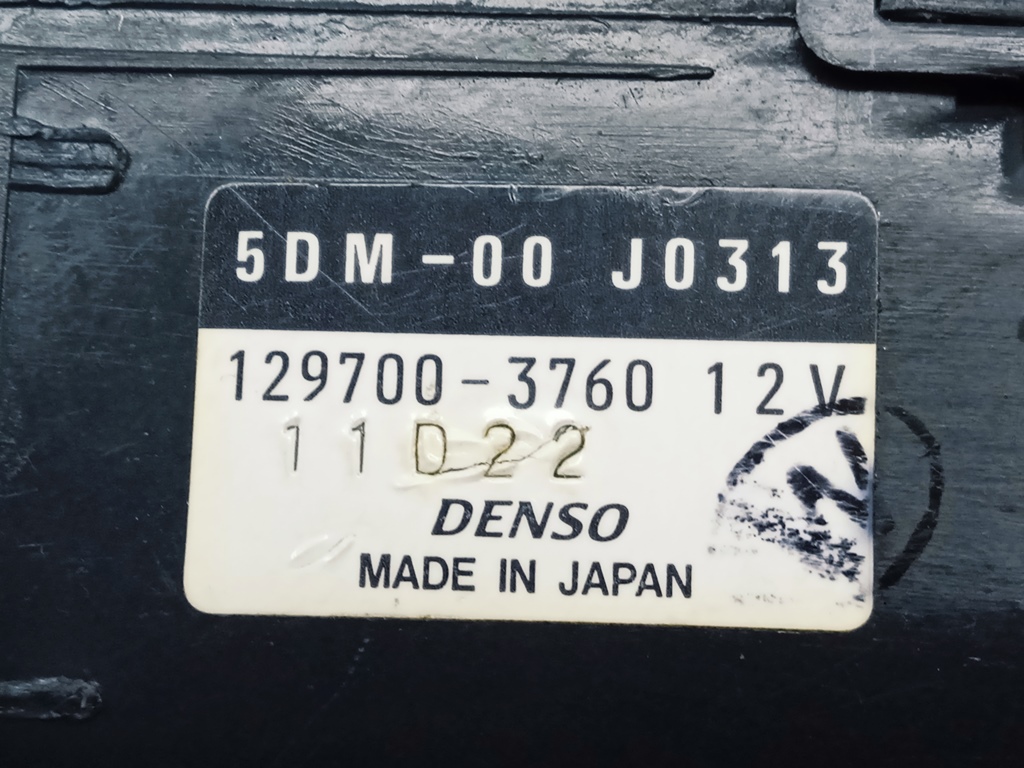 5DM-00 J0313
129700-3760 12V
11D22
DENSO
MADE IN JAPAN